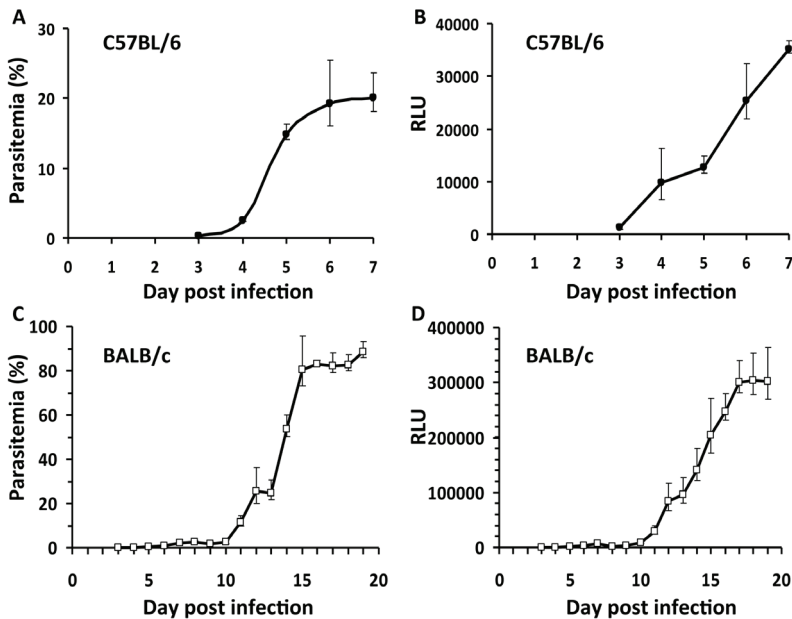 A
C57BL/6
Parasitemia (%)
30
20
10
0
0 1 2 3 4 5 6 7
Day post infection
B
C57BL/6
RLU
40000
30000
20000
10000
0
0 1 2 3 4 5 6 7
Day post infection
C
BALB/c
Parasitemia (%)
100
80
60
40
20
0
0 5 10 15 20
Day post infection
D
BALB/c
RLU
400000
300000
200000
100000
0
0 5 10 15 20
Day post infection